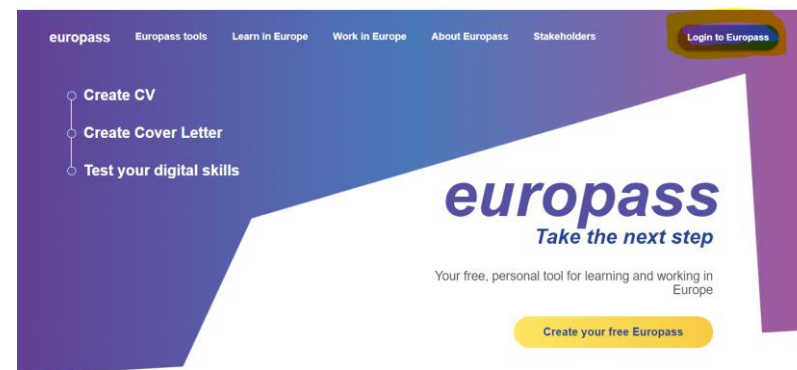 europass Europass tools Learn in Europe Work in Europe About Europass Stakeholders Login to Europass
Create CV
Create Cover Letter
Test your digital skills
europass
Take the next step
Your free, personal tool for learning and working in
Europe
Create your free Europass